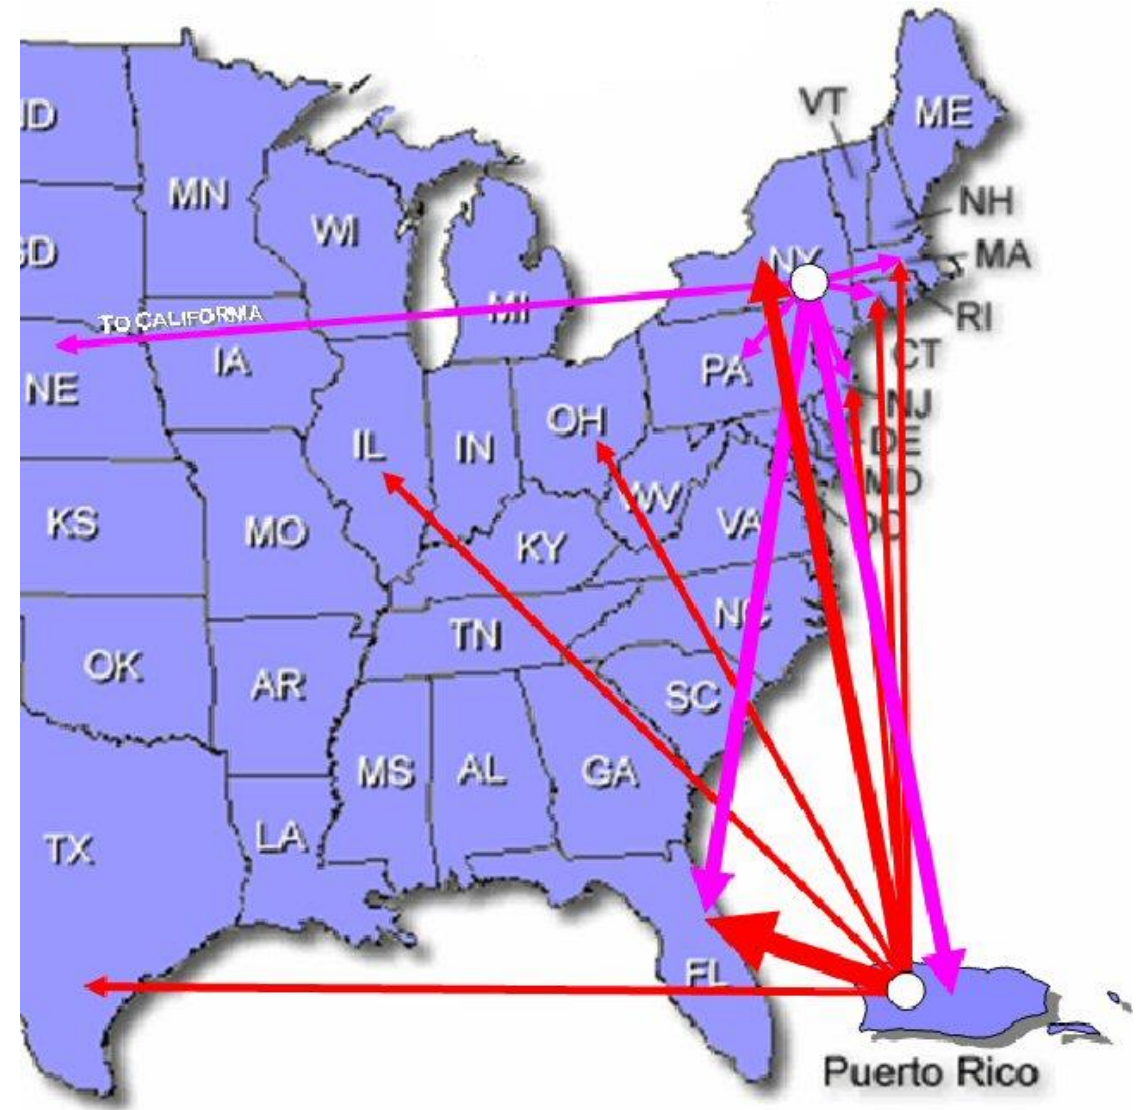 VT
ME
ND
MN
NH
WI
SD
NY
MA
MI
RI
TO CALIFORNIA
CT
IA
PA
NE
NJ
OH
DE
IL
IN
MD
WV
KS
MO
VA
DC
KY
NC
TN
OK
AR
SC
MS
AL
GA
LA
TX
FL
Puerto Rico